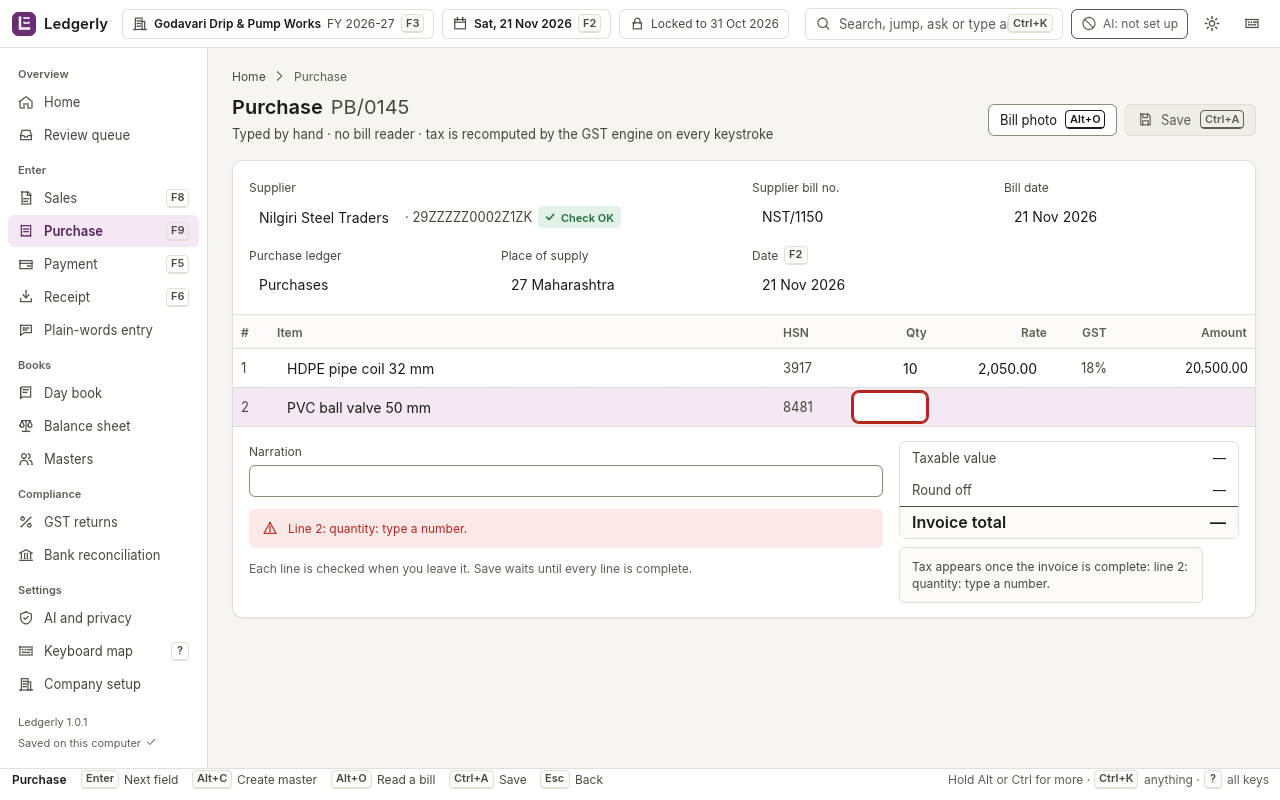 Ledgerly
Godavari Drip & Pump Works FY 2026-27 F3
Sat, 21 Nov 2026 F2
Locked to 31 Oct 2026
Search, jump, ask or type a Ctrl+K
AI: not set up
Overview
Home
Review queue
Enter
Sales F8
Purchase F9
Payment F5
Receipt F6
Plain-words entry
Books
Day book
Balance sheet
Masters
Compliance
GST returns
Bank reconciliation
Settings
AI and privacy
Keyboard map ?
Company setup
Ledgerly 1.0.1
Saved on this computer
Home Purchase
Purchase PB/0145
Typed by hand · no bill reader · tax is recomputed by the GST engine on every keystroke
Bill photo Alt+O
Save Ctrl+A
Supplier Supplier bill no. Bill date
Nilgiri Steel Traders · 29ZZZZZ0002Z1ZK Check OK NST/1150 21 Nov 2026
Purchase ledger Place of supply Date F2
Purchases 27 Maharashtra 21 Nov 2026
# Item HSN Qty Rate GST Amount
1 HDPE pipe coil 32 mm 3917 10 2,050.00 18% 20,500.00
2 PVC ball valve 50 mm 8481
Narration
Line 2: quantity: type a number.
Each line is checked when you leave it. Save waits until every line is complete.
Taxable value —
Round off —
Invoice total —
Tax appears once the invoice is complete: line 2:
quantity: type a number.
Purchase Enter Next field Alt+C Create master Alt+O Read a bill Ctrl+A Save Esc Back
Hold Alt or Ctrl for more · Ctrl+K anything · ? all keys